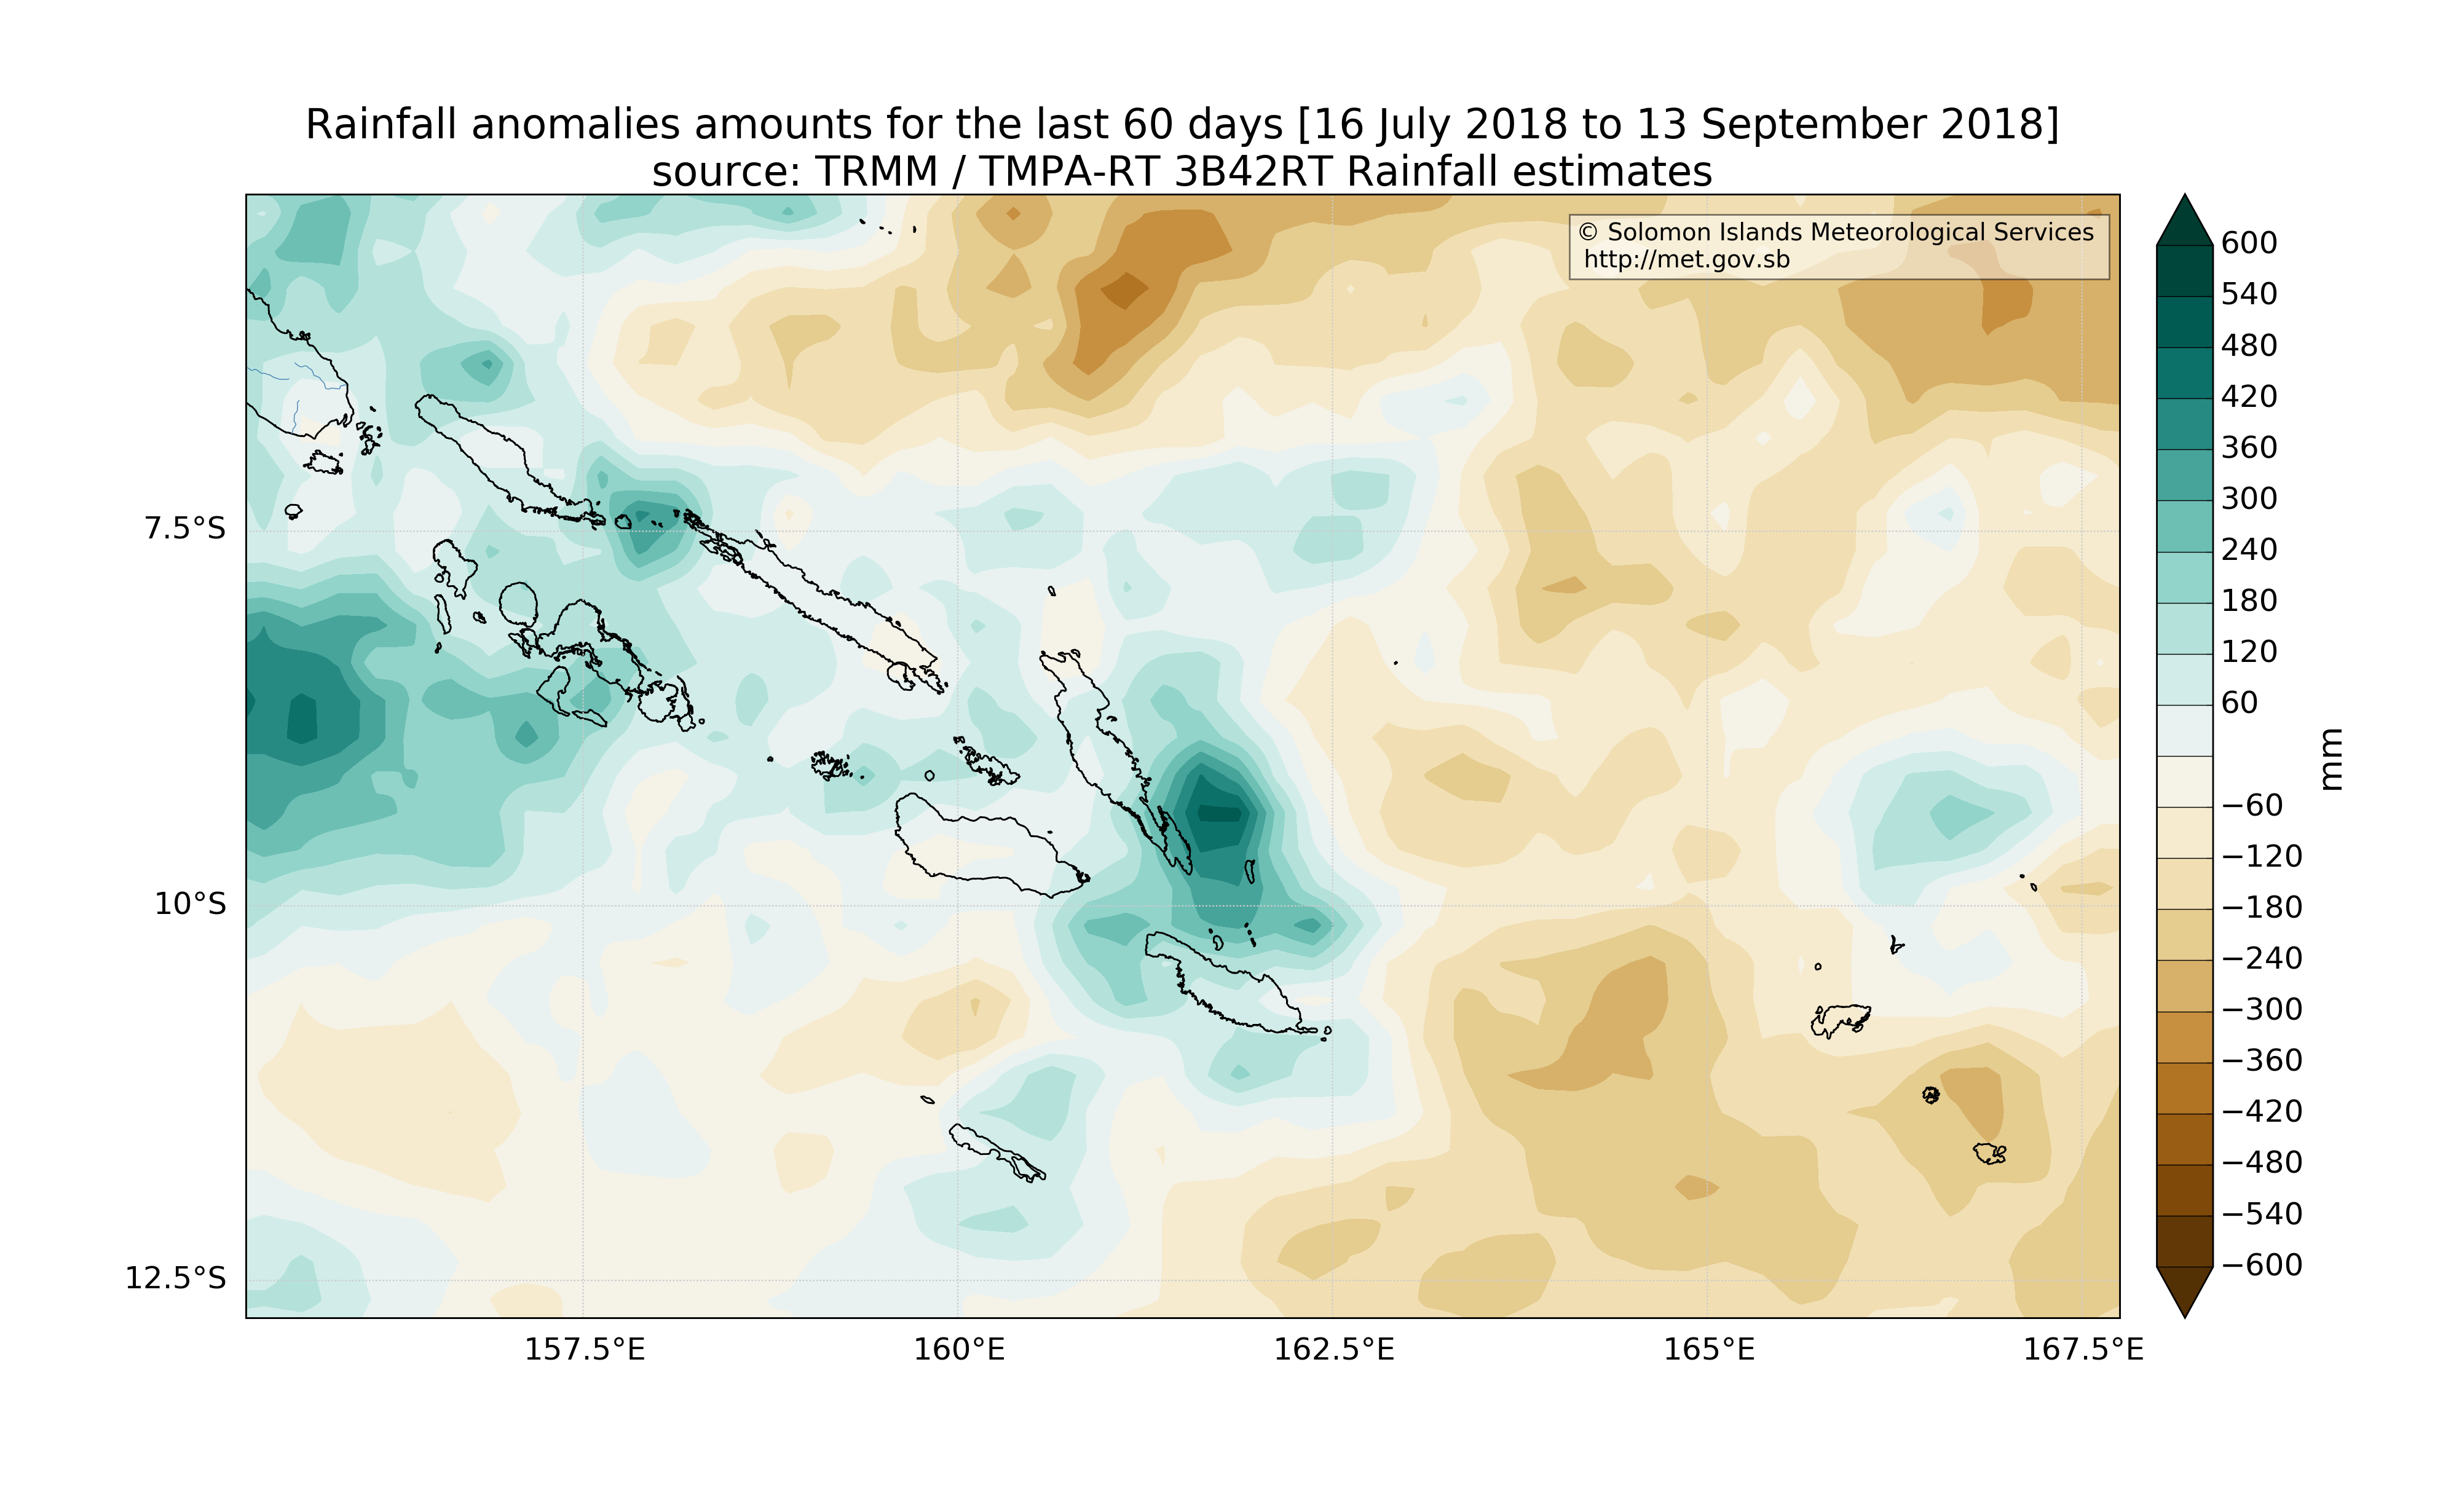 Rainfall anomalies amounts for the last 60 days [16 July 2018 to 13 September 2018]
source: TRMM / TMPA-RT 3B42RT Rainfall estimates
© Solomon Islands Meteorological Services
http://met.gov.sb
7.5°S
10°S
12.5°S
157.5°E
160°E
162.5°E
165°E
167.5°E
600
540
480
420
360
300
240
180
120
60
−60
−120
−180
−240
−300
−360
−420
−480
−540
−600
mm